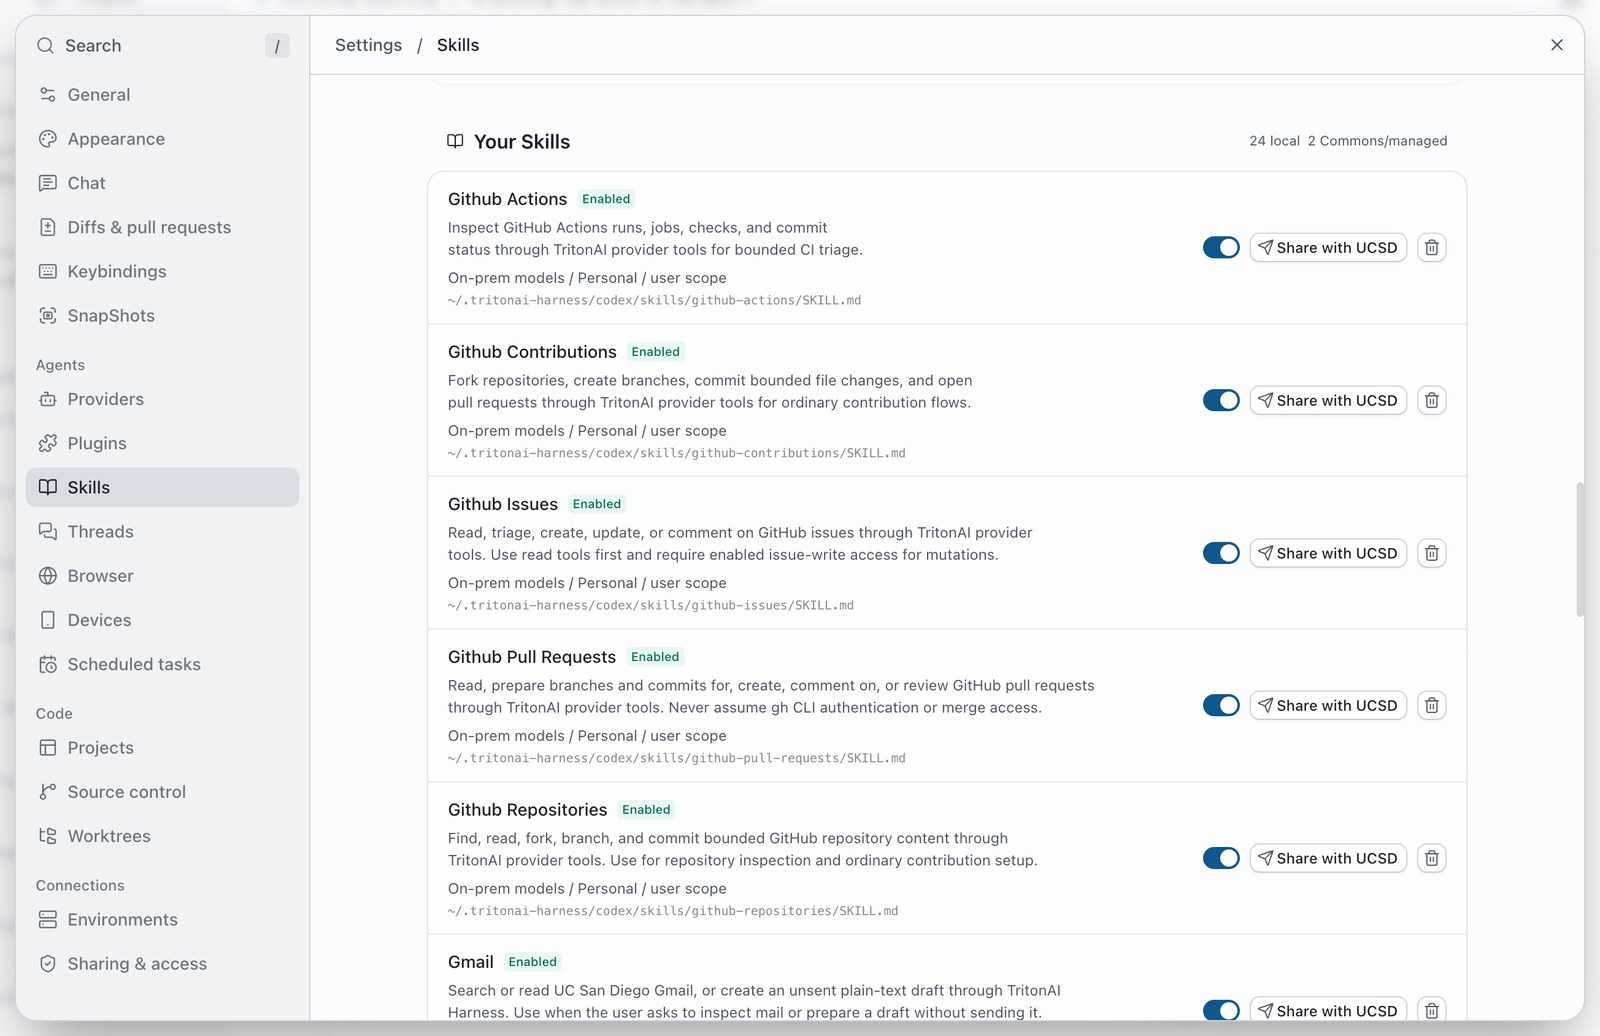 Search
/
General
Appearance
Chat
Diffs & pull requests
Keybindings
SnapShots
Agents
Providers
Plugins
Skills
Threads
Browser
Devices
Scheduled tasks
Code
Projects
Source control
Worktrees
Connections
Environments
Sharing & access
Settings / Skills
Your Skills
24 local 2 Commons/managed
Github Actions Enabled
Inspect GitHub Actions runs, jobs, checks, and commit
status through TritonAI provider tools for bounded CI triage.
On-prem models / Personal / user scope
~/.tritonai-harness/codex/skills/github-actions/SKILL.md
Share with UCSD
Github Contributions Enabled
Fork repositories, create branches, commit bounded file changes, and open
pull requests through TritonAI provider tools for ordinary contribution flows.
On-prem models / Personal / user scope
~/.tritonai-harness/codex/skills/github-contributions/SKILL.md
Share with UCSD
Github Issues Enabled
Read, triage, create, update, or comment on GitHub issues through TritonAI provider
tools. Use read tools first and require enabled issue-write access for mutations.
On-prem models / Personal / user scope
~/.tritonai-harness/codex/skills/github-issues/SKILL.md
Share with UCSD
Github Pull Requests Enabled
Read, prepare branches and commits for, create, comment on, or review GitHub pull requests
through TritonAI provider tools. Never assume gh CLI authentication or merge access.
On-prem models / Personal / user scope
~/.tritonai-harness/codex/skills/github-pull-requests/SKILL.md
Share with UCSD
Github Repositories Enabled
Find, read, fork, branch, and commit bounded GitHub repository content through
TritonAI provider tools. Use for repository inspection and ordinary contribution setup.
On-prem models / Personal / user scope
~/.tritonai-harness/codex/skills/github-repositories/SKILL.md
Share with UCSD
Gmail Enabled
Search or read UC San Diego Gmail, or create an unsent plain-text draft through TritonAI
Harness. Use when the user asks to inspect mail or prepare a draft without sending it.
Share with UCSD